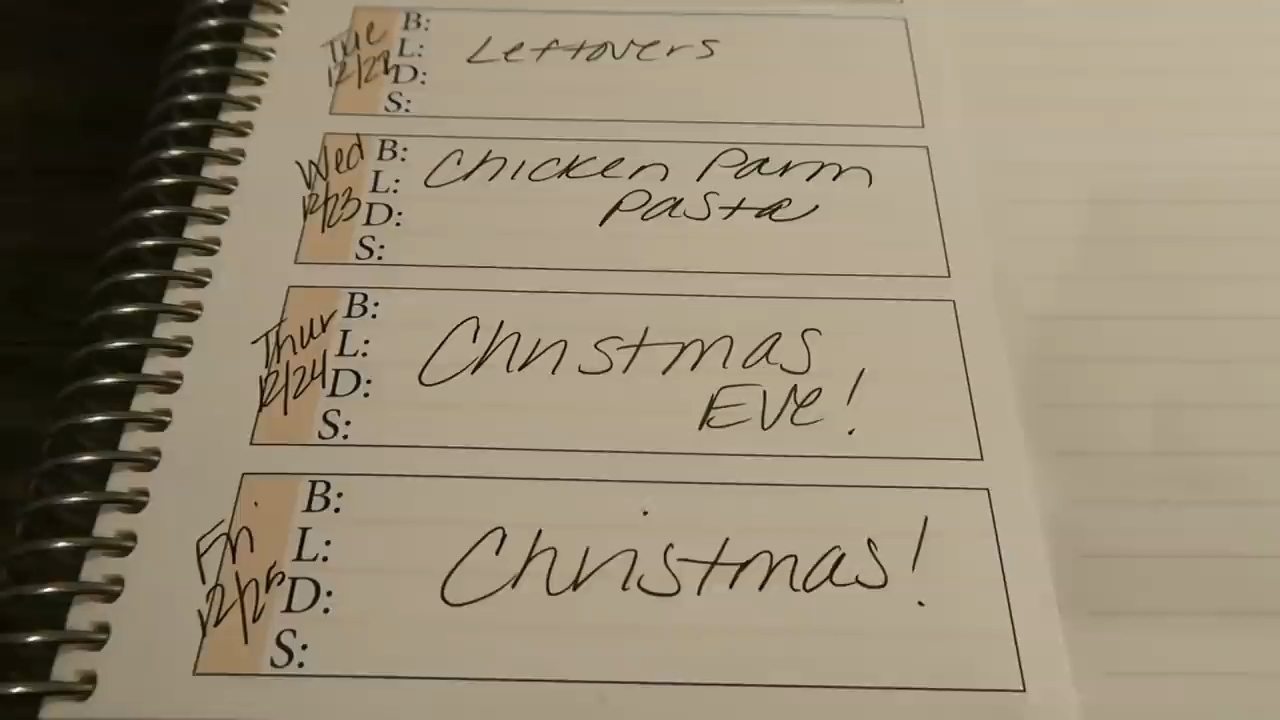 Tue
12/22
B:
L:
D:
S:
Leftovers
Wed
12/23
B:
L:
D:
S:
Chicken Parm
Pasta
Thur
12/24
B:
L:
D:
S:
Christmas
Eve!
Fri
12/25
B:
L:
D:
S:
Christmas!